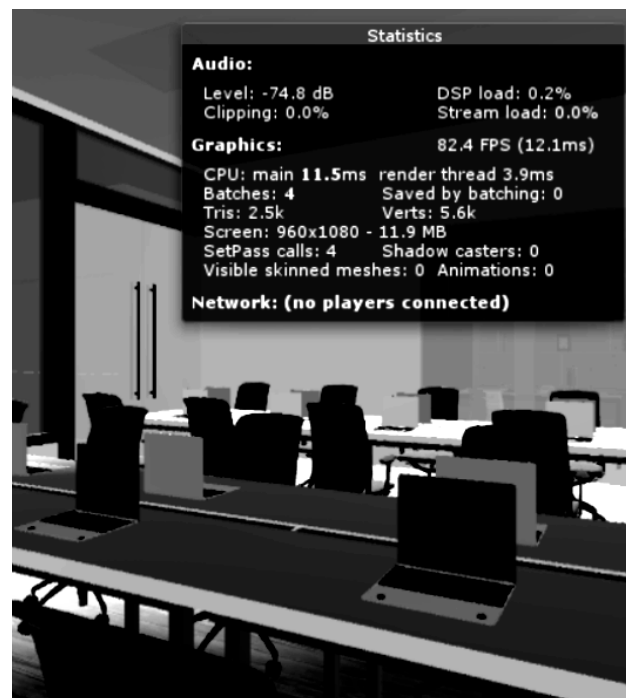 Statistics
Audio:
Level: -74.8 dB DSP load: 0.2%
Clipping: 0.0% Stream load: 0.0%
Graphics: 82.4 FPS (12.1ms)
CPU: main 11.5ms render thread 3.9ms
Batches: 4 Saved by batching: 0
Tris: 2.5k Verts: 5.6k
Screen: 960x1080 - 11.9 MB
SetPass calls: 4 Shadow casters: 0
Visible skinned meshes: 0 Animations: 0
Network: (no players connected)